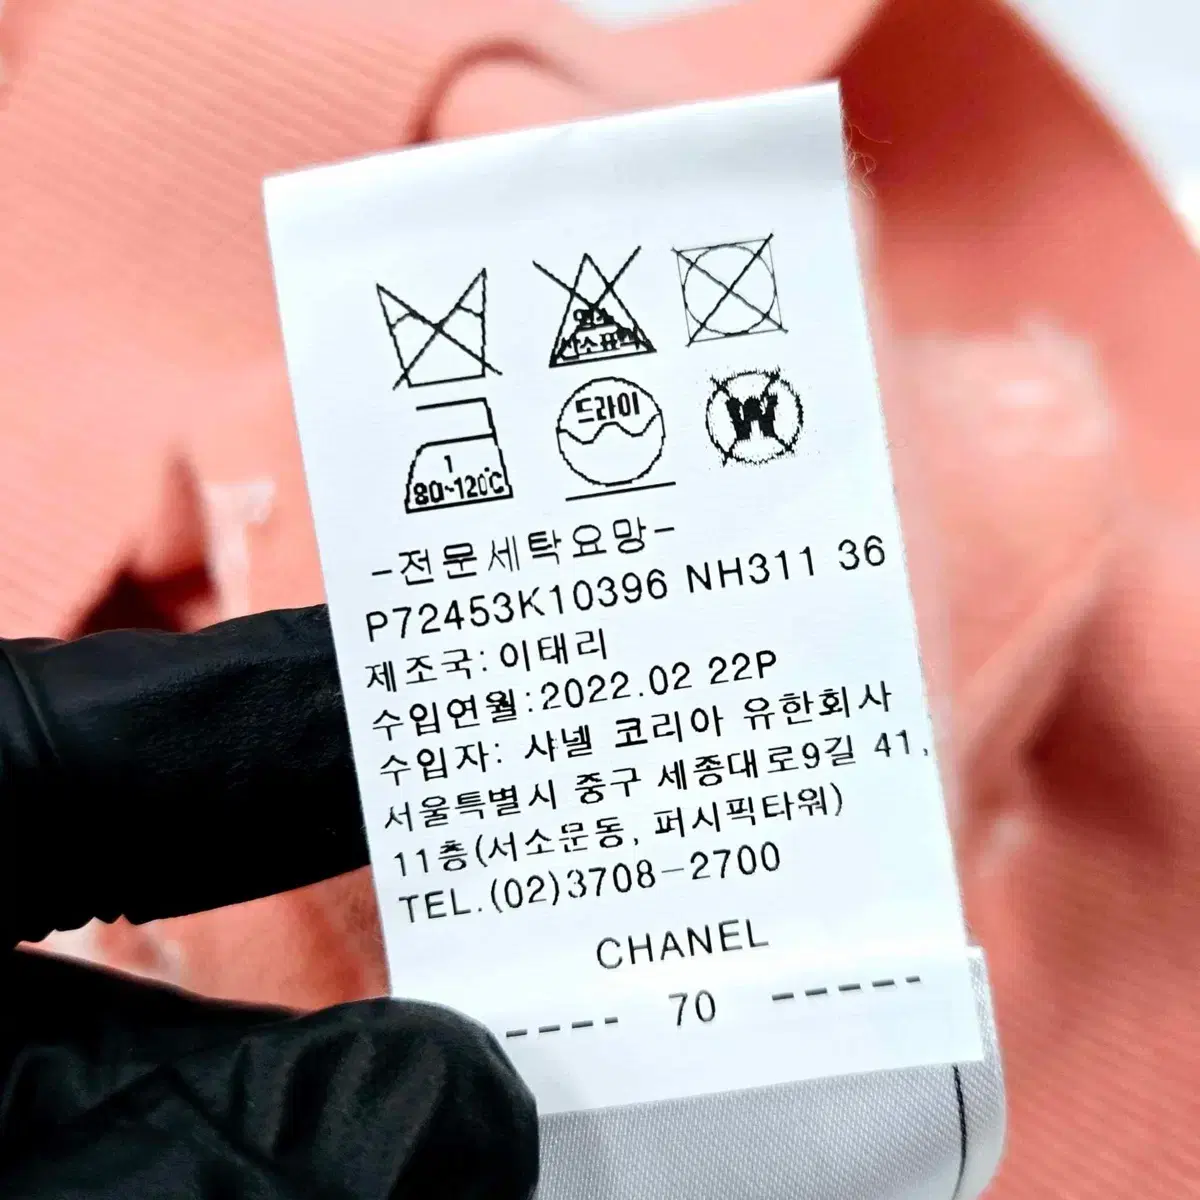 염소
산소표백
1
80~120℃
드라이
W
-전문세탁요망-
P72453K10396 NH311 36
제조국:이태리
수입연월:2022.02 22P
수입자: 샤넬 코리아 유한회사
서울특별시 중구 세종대로9길 41,
11층(서소문동, 퍼시픽타워)
TEL.(02)3708-2700
CHANEL
---- 70 -----